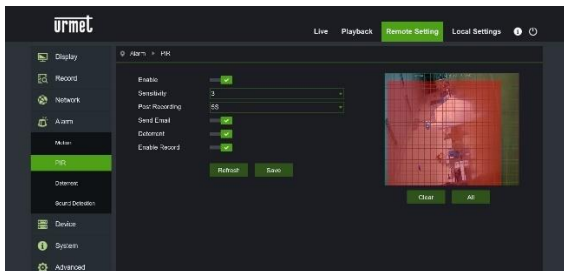 urmet
Live Playback Remote Setting Local Settings
Display
Record
Network
Alarm
Motion
PIR
Deterrent
Sound Detection
Device
System
Advanced
Alarm > PIR
Enable
Sensitivity 3
Post Recording 5S
Send Email
Deterrent
Enable Record
Refresh Save
Clear All